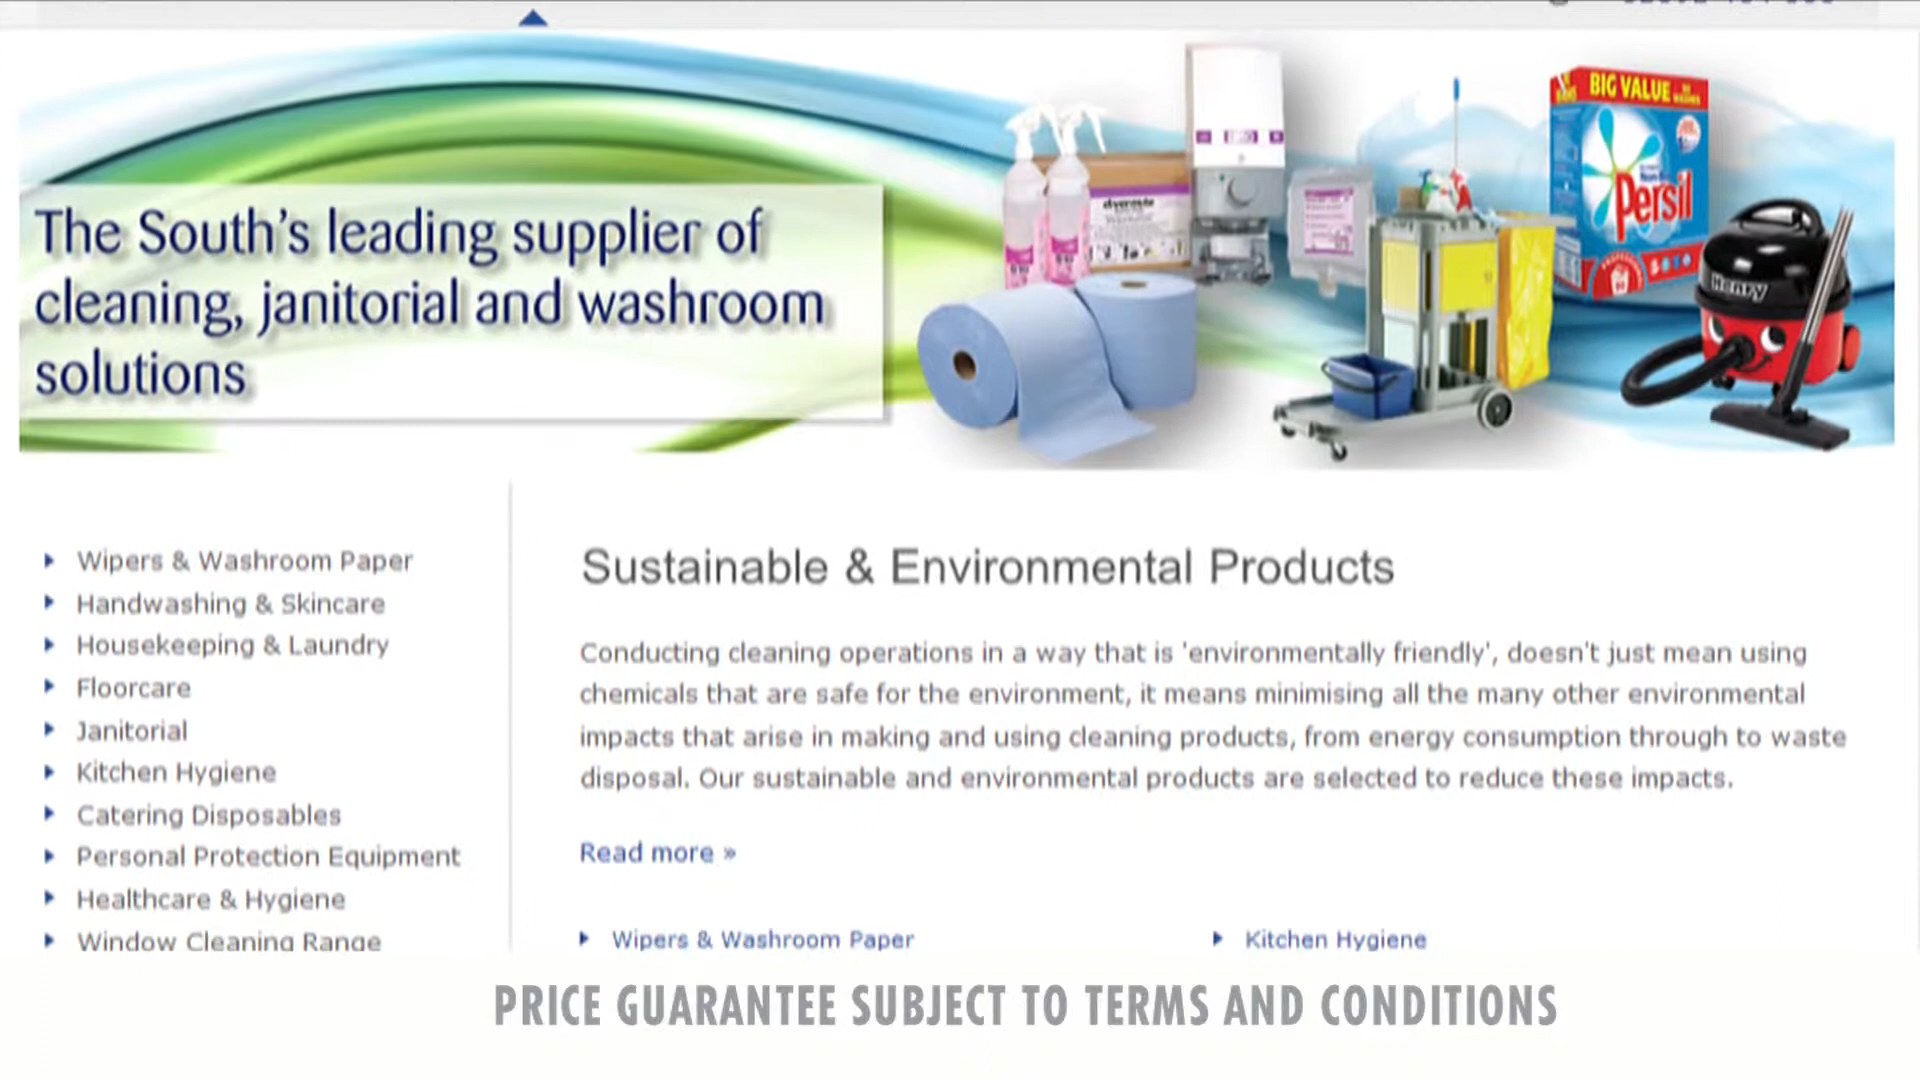 The South's leading supplier of
cleaning, janitorial and washroom
solutions
BIG VALUE
Persil
Henry
Wipers & Washroom Paper
Handwashing & Skincare
Housekeeping & Laundry
Floorcare
Janitorial
Kitchen Hygiene
Catering Disposables
Personal Protection Equipment
Healthcare & Hygiene
Window Cleaning Range
Sustainable & Environmental Products
Conducting cleaning operations in a way that is 'environmentally friendly', doesn't just mean using
chemicals that are safe for the environment, it means minimising all the many other environmental
impacts that arise in making and using cleaning products, from energy consumption through to waste
disposal. Our sustainable and environmental products are selected to reduce these impacts.
Read more »
Wipers & Washroom Paper
Kitchen Hygiene
PRICE GUARANTEE SUBJECT TO TERMS AND CONDITIONS